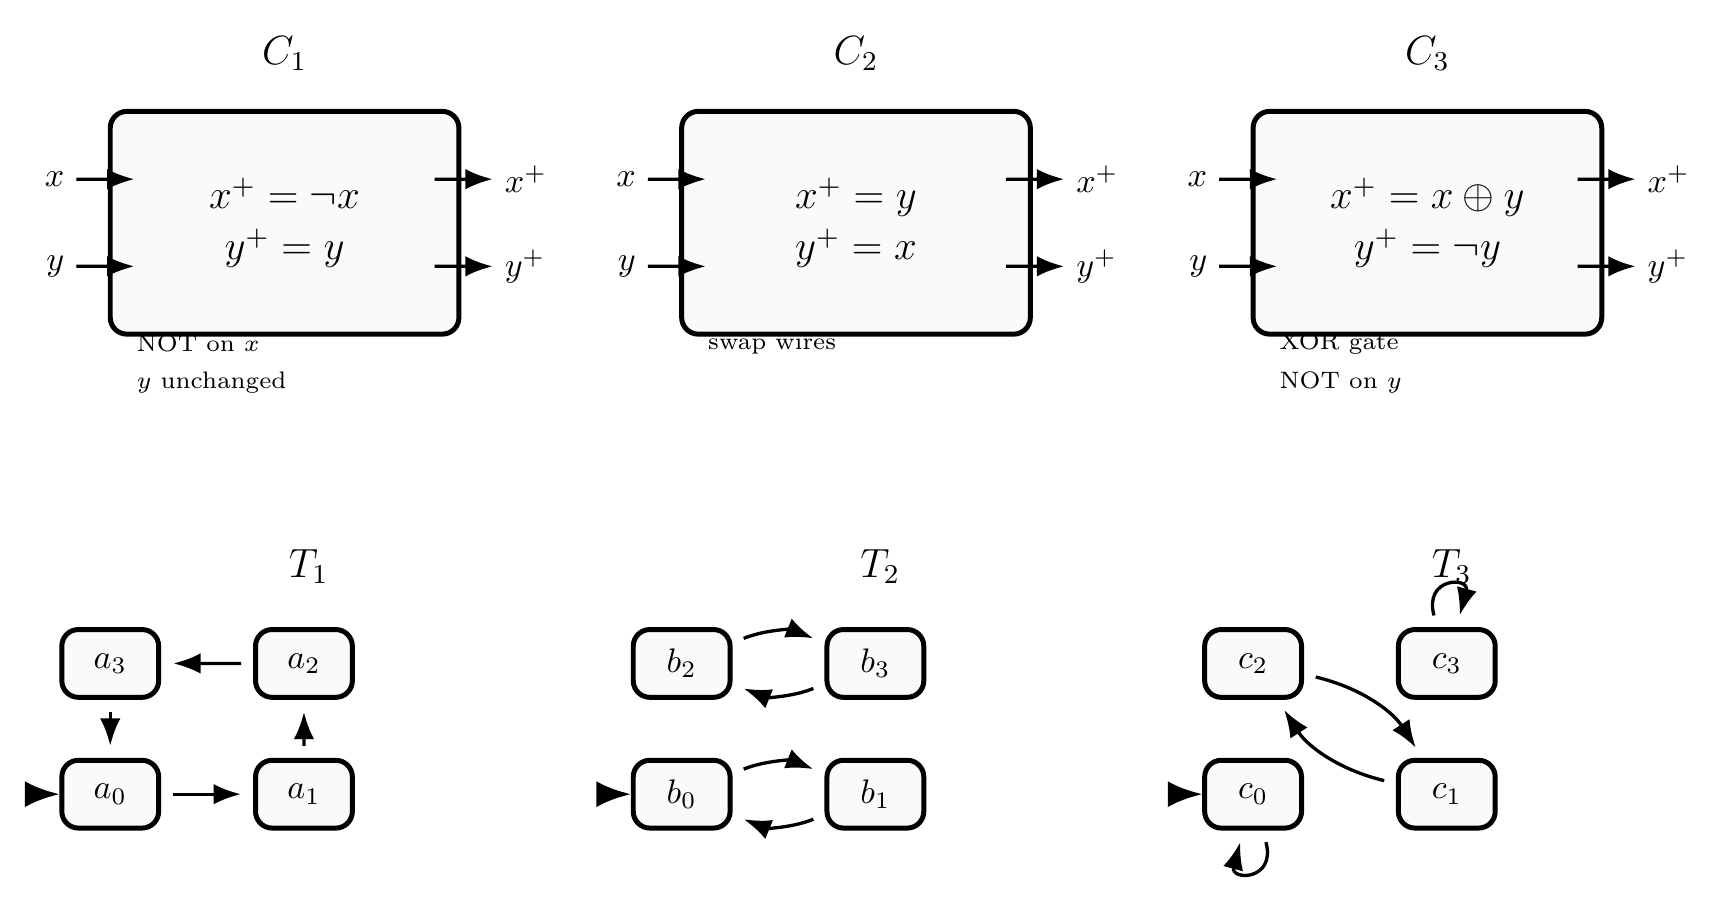 C₁ C₂ C₃
x x⁺ = ¬x x⁺
y y⁺ = y y⁺
NOT on x
y unchanged
x x⁺ = y x⁺
y y⁺ = x y⁺
swap wires
x x⁺ = x ⊕ y x⁺
y y⁺ = ¬y y⁺
XOR gate
NOT on y
T₁ T₂ T₃
a₃ a₂
a₀ a₁
b₂ b₃
b₀ b₁
c₂ c₃
c₀ c₁